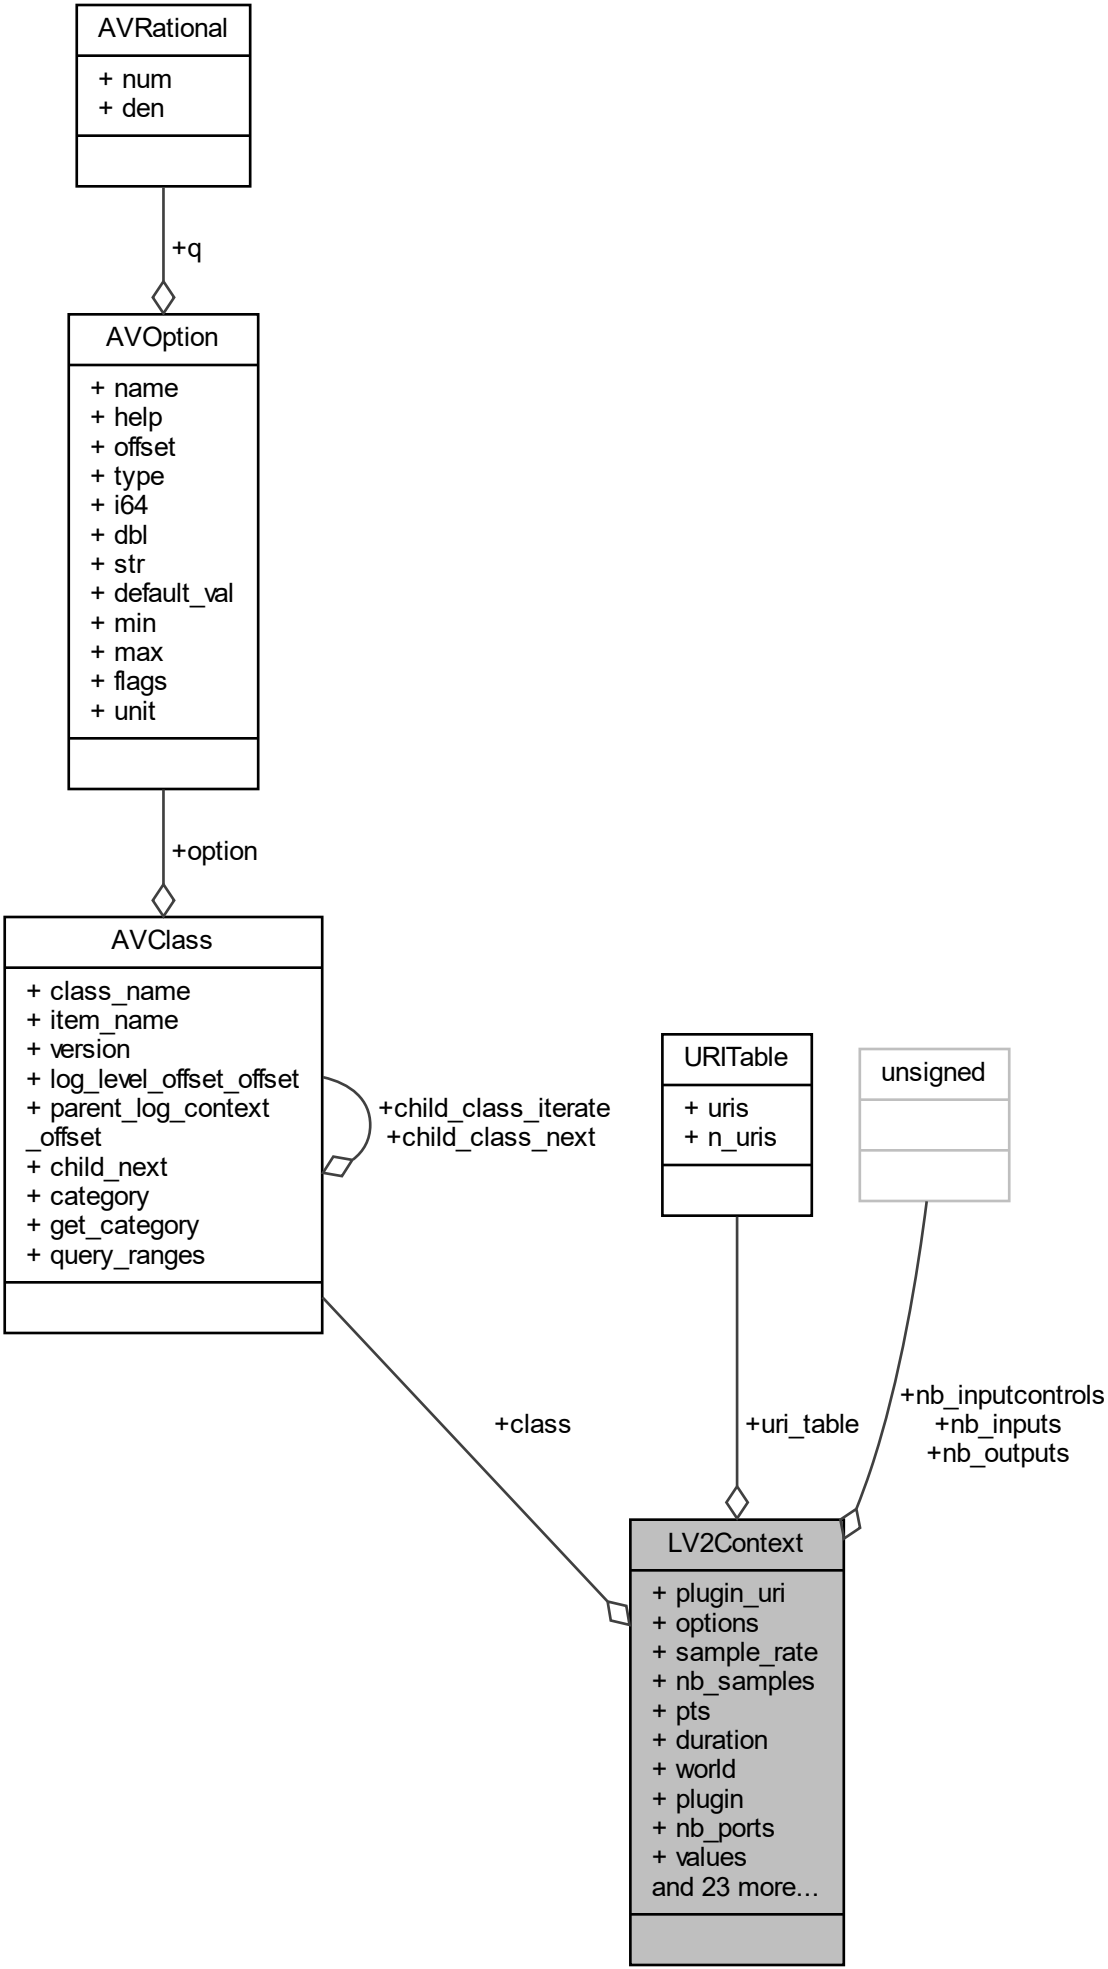 AVRational
+ num
+ den
+q
AVOption
+ name
+ help
+ offset
+ type
+ i64
+ dbl
+ str
+ default_val
+ min
+ max
+ flags
+ unit
+option
AVClass
+ class_name
+ item_name
+ version
+ log_level_offset_offset
+ parent_log_context
_offset
+ child_next
+ category
+ get_category
+ query_ranges
+child_class_iterate
+child_class_next
URITable
+ uris
+ n_uris
unsigned
+class
+uri_table
+nb_inputcontrols
+nb_inputs
+nb_outputs
LV2Context
+ plugin_uri
+ options
+ sample_rate
+ nb_samples
+ pts
+ duration
+ world
+ plugin
+ nb_ports
+ values
and 23 more...